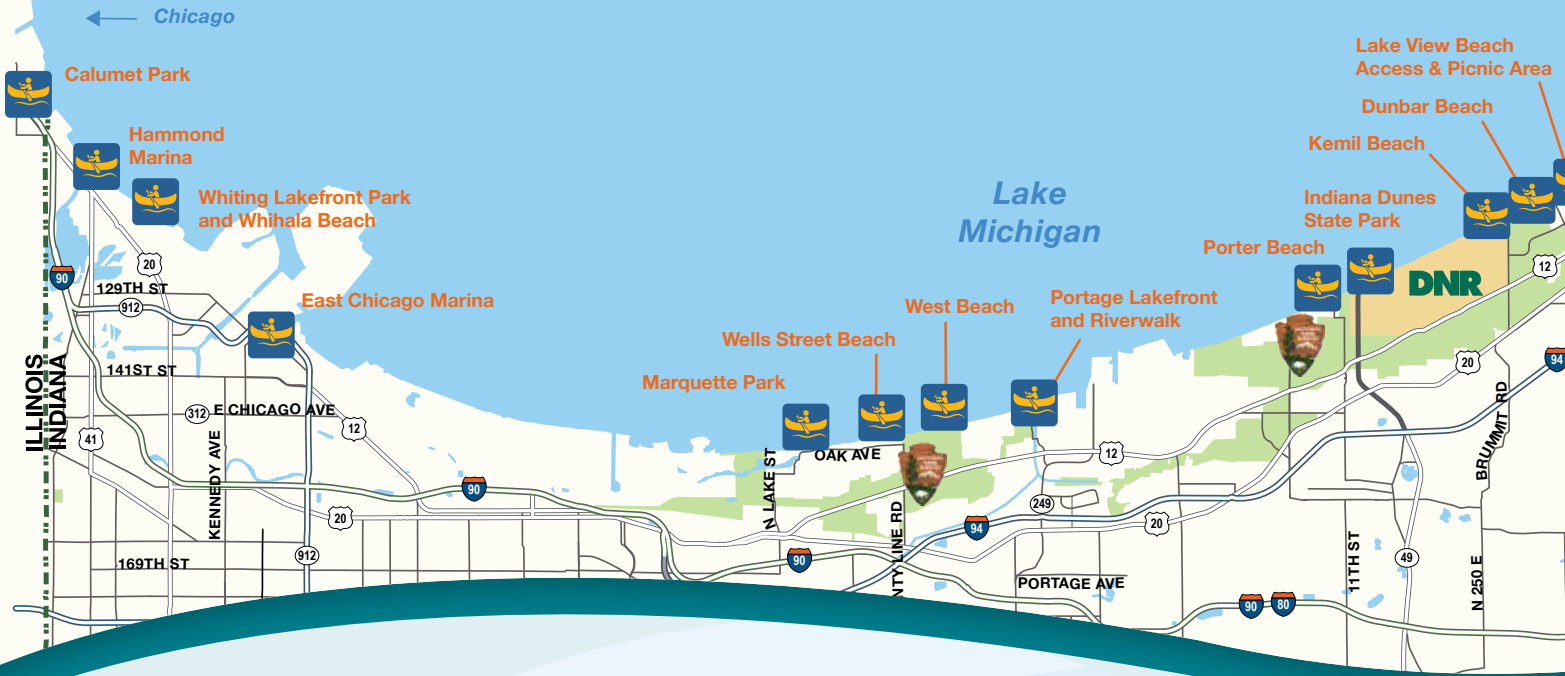 Chicago
Calumet Park
Hammond
Marina
Whiting Lakefront Park
and Whihala Beach
East Chicago Marina
Marquette Park
Wells Street Beach
West Beach
Portage Lakefront
and Riverwalk
Porter Beach
Indiana Dunes
State Park
Kemil Beach
Dunbar Beach
Lake View Beach
Access & Picnic Area
Lake
Michigan
DNR
ILLINOIS
INDIANA
90
20
129TH ST
912
141ST ST
312
E CHICAGO AVE
12
41
KENNEDY AVE
90
20
912
169TH ST
N LAKE ST
OAK AVE
NTY LINE RD
90
94
249
12
20
PORTAGE AVE
90
80
11TH ST
49
N 250 E
BRUMMIT RD
20
12
94